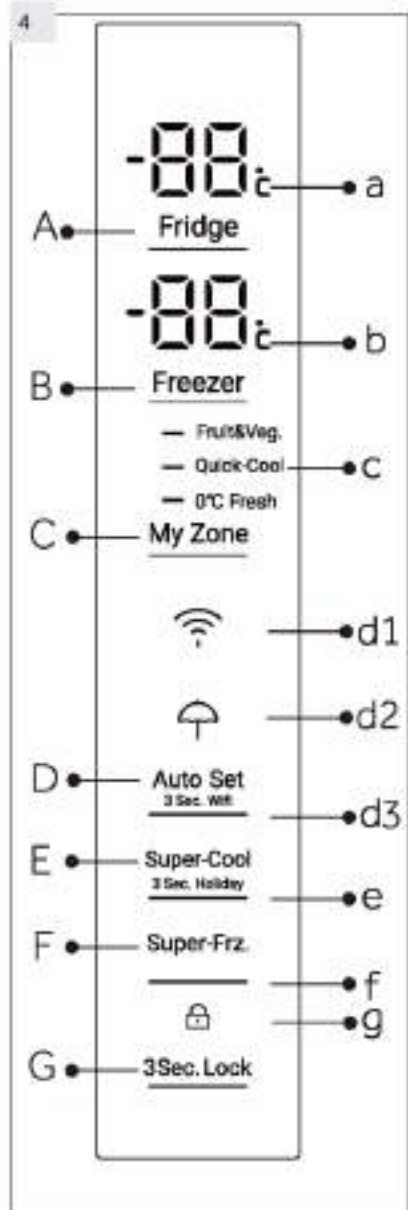 4
-88°c
a
A
Fridge
-88°c
b
B
Freezer
Fruit&Veg.
Quick-Cool
c
0°C Fresh
C
My Zone
d1
d2
D
Auto Set
3 Sec. Wifi
d3
E
Super-Cool
3 Sec. Holiday
e
F
Super-Frz.
f
g
G
3Sec. Lock